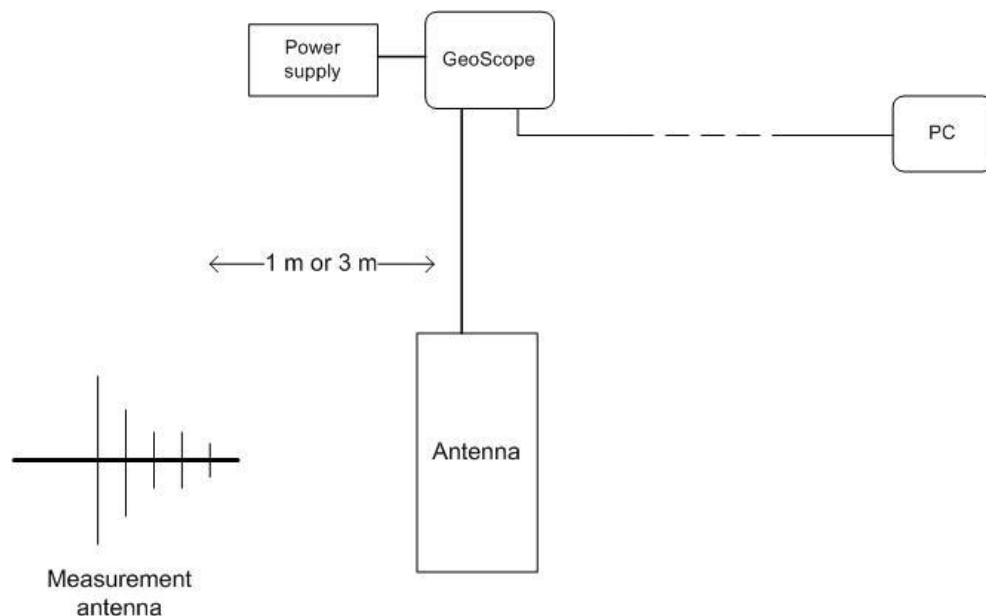 Power
supply
GeoScope
PC
1 m or 3 m
Antenna
Measurement
antenna